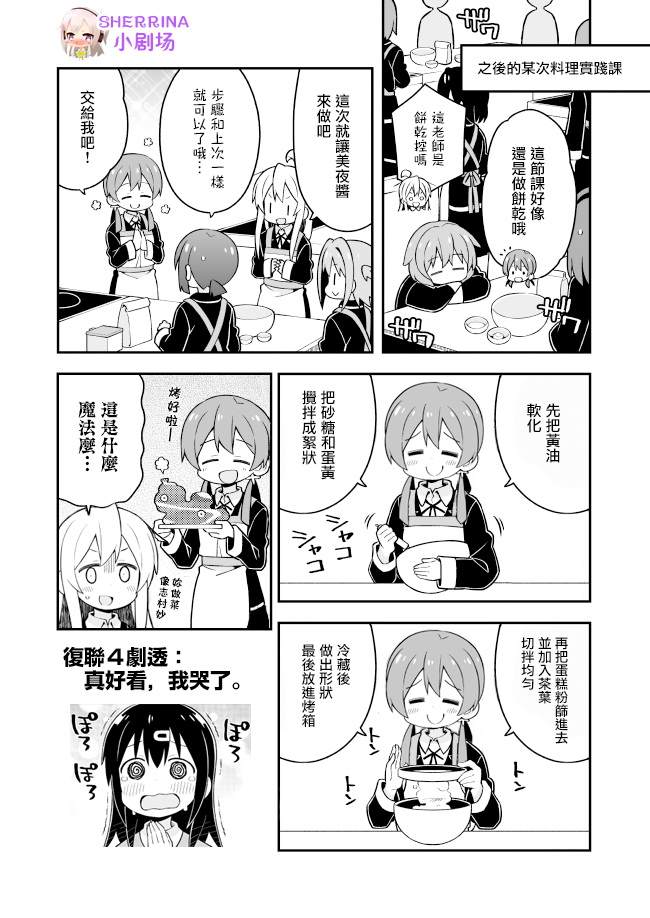 SHERRINA
小剧场
之後的某次料理實踐課
這節課好像
還是做餅乾哦
這老師是
餅乾控嗎
ザワ
ザワ
這次就讓美夜醬
來做吧
步驟和上次一樣
就可以了哦…
交給我吧！
先把黃油
軟化
把砂糖和蛋黃
攪拌成絮狀
シャコ
シャコ
烤好啦—
這是什麼
魔法麼…
妳做菜
像志村妙
再把蛋糕粉篩進去
並加入茶葉
切拌均勻
冷藏後
做出形狀
最後放進烤箱
トン
トン
復聯４劇透：
真好看，我哭了。
ぽろ
ぽろ
ぽろ